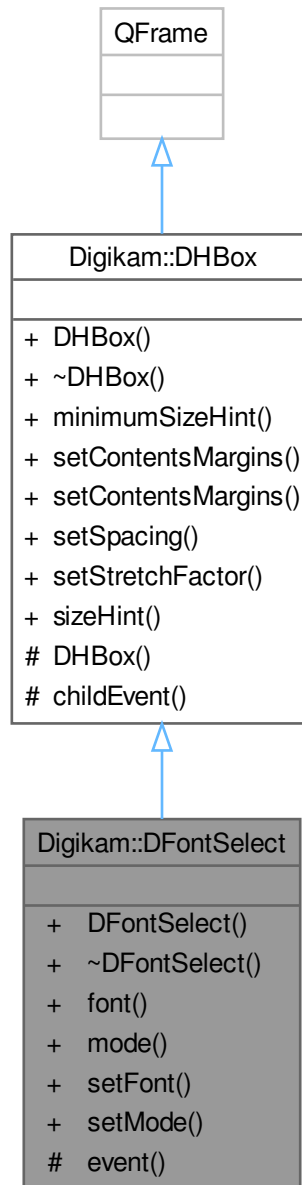 QFrame
Digikam::DHBox
+ DHBox()
+ ~DHBox()
+ minimumSizeHint()
+ setContentsMargins()
+ setContentsMargins()
+ setSpacing()
+ setStretchFactor()
+ sizeHint()
# DHBox()
# childEvent()
Digikam::DFontSelect
+ DFontSelect()
+ ~DFontSelect()
+ font()
+ mode()
+ setFont()
+ setMode()
# event()